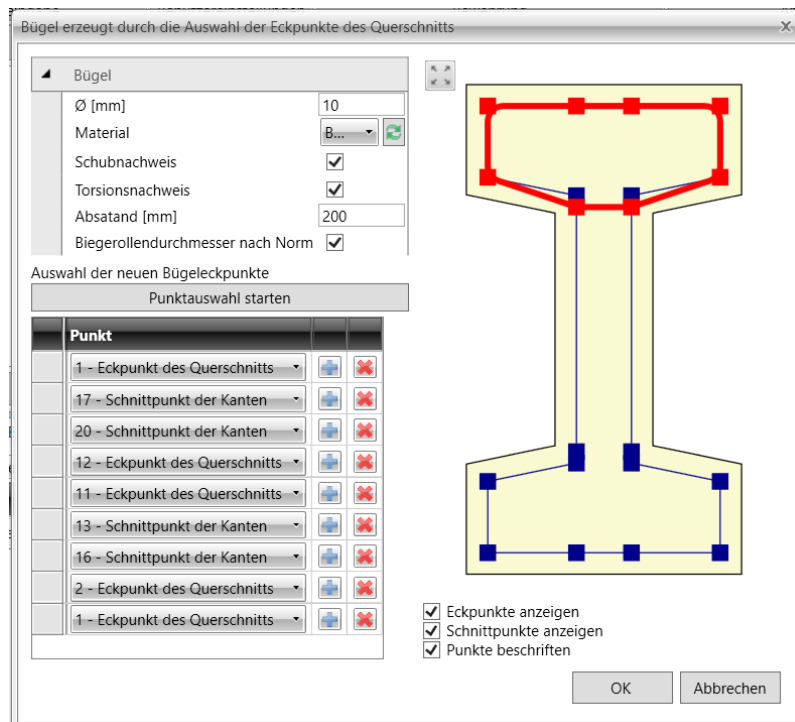 Bügel erzeugt durch die Auswahl der Eckpunkte des Querschnitts
Bügel
Ø [mm] 10
Material B...
Schubnachweis
Torsionsnachweis
Absatand [mm] 200
Biegerollendurchmesser nach Norm
Auswahl der neuen Bügeleckpunkte
Punktauswahl starten
Punkt
1 - Eckpunkt des Querschnitts
17 - Schnittpunkt der Kanten
20 - Schnittpunkt der Kanten
12 - Eckpunkt des Querschnitts
11 - Eckpunkt des Querschnitts
13 - Schnittpunkt der Kanten
16 - Schnittpunkt der Kanten
2 - Eckpunkt des Querschnitts
1 - Eckpunkt des Querschnitts
Eckpunkte anzeigen
Schnittpunkte anzeigen
Punkte beschriften
OK Abbrechen